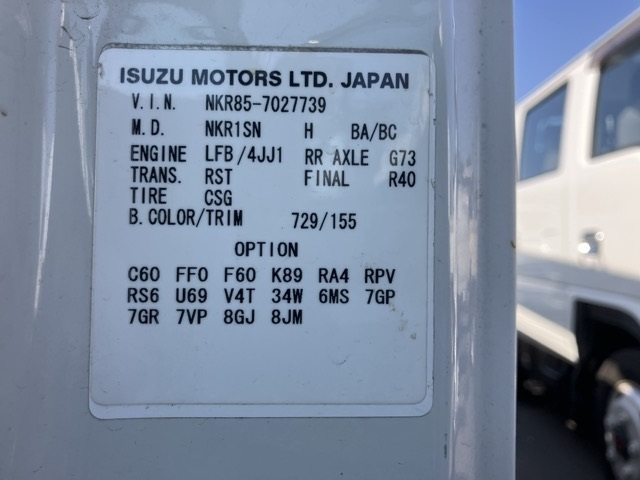 ISUZU MOTORS LTD. JAPAN
V.I.N. NKR85-7027739
M.D. NKR1SN H BA/BC
ENGINE LFB/4JJ1 RR AXLE G73
TRANS. RST FINAL R40
TIRE CSG
B.COLOR/TRIM 729/155
OPTION
C60 FF0 F60 K89 RA4 RPV
RS6 U69 V4T 34W 6MS 7GP
7GR 7VP 8GJ 8JM